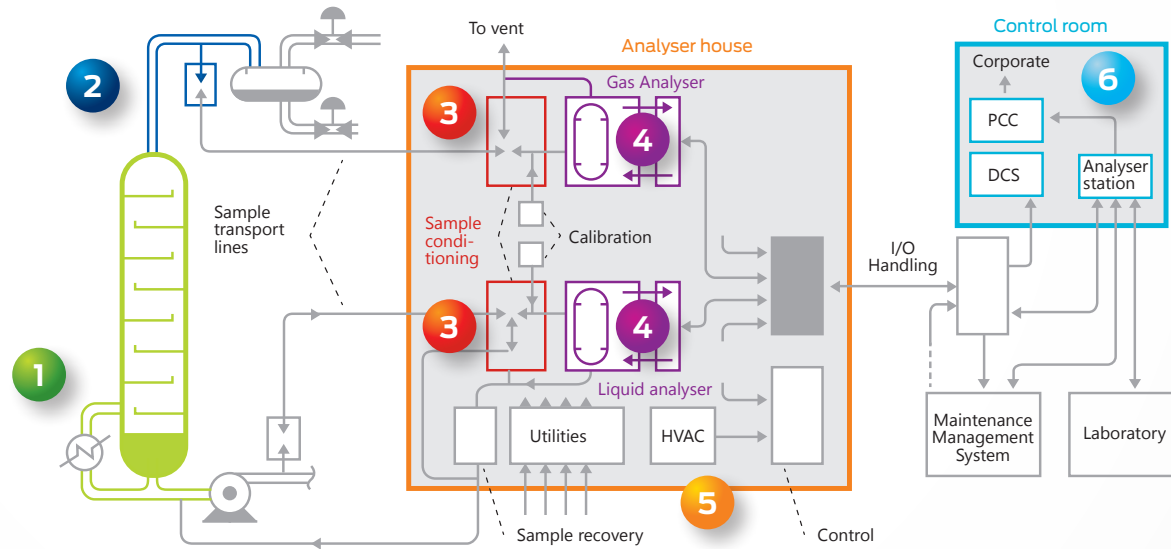 To vent
Analyser house
Control room
2
3
Gas Analyser
4
6
Corporate
PCC
DCS
Analyser
station
Sample
transport
lines
Sample
condi-
tioning
Calibration
I/O
Handling
3
4
1
Liquid analyser
Utilities
HVAC
Maintenance
Management
System
Laboratory
5
Sample recovery
Control